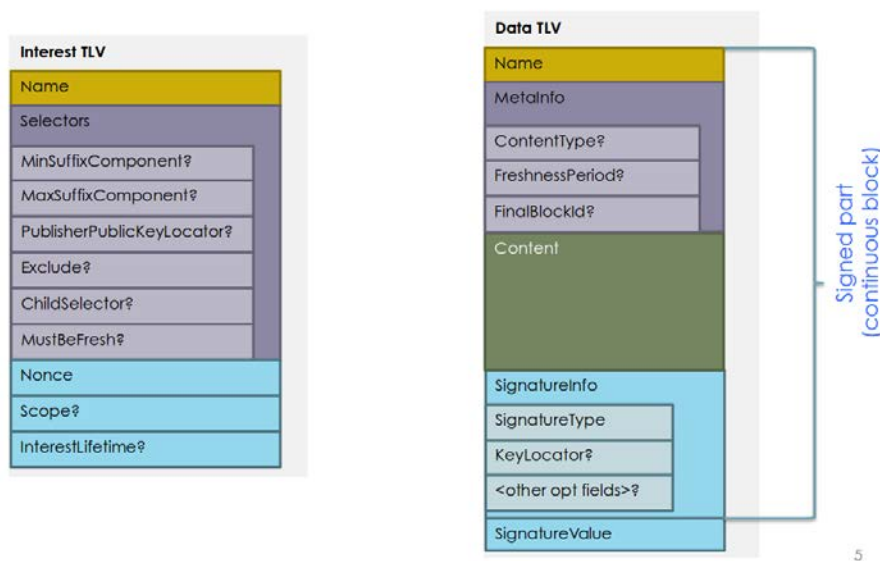 Interest TLV
Name
Selectors
MinSuffixComponent?
MaxSuffixComponent?
PublisherPublicKeyLocator?
Exclude?
ChildSelector?
MustBeFresh?
Nonce
Scope?
InterestLifetime?
Data TLV
Name
MetaInfo
ContentType?
FreshnessPeriod?
FinalBlockId?
Content
SignatureInfo
SignatureType
KeyLocator?
<other opt fields>?
SignatureValue
Signed part
(continuous block)
5